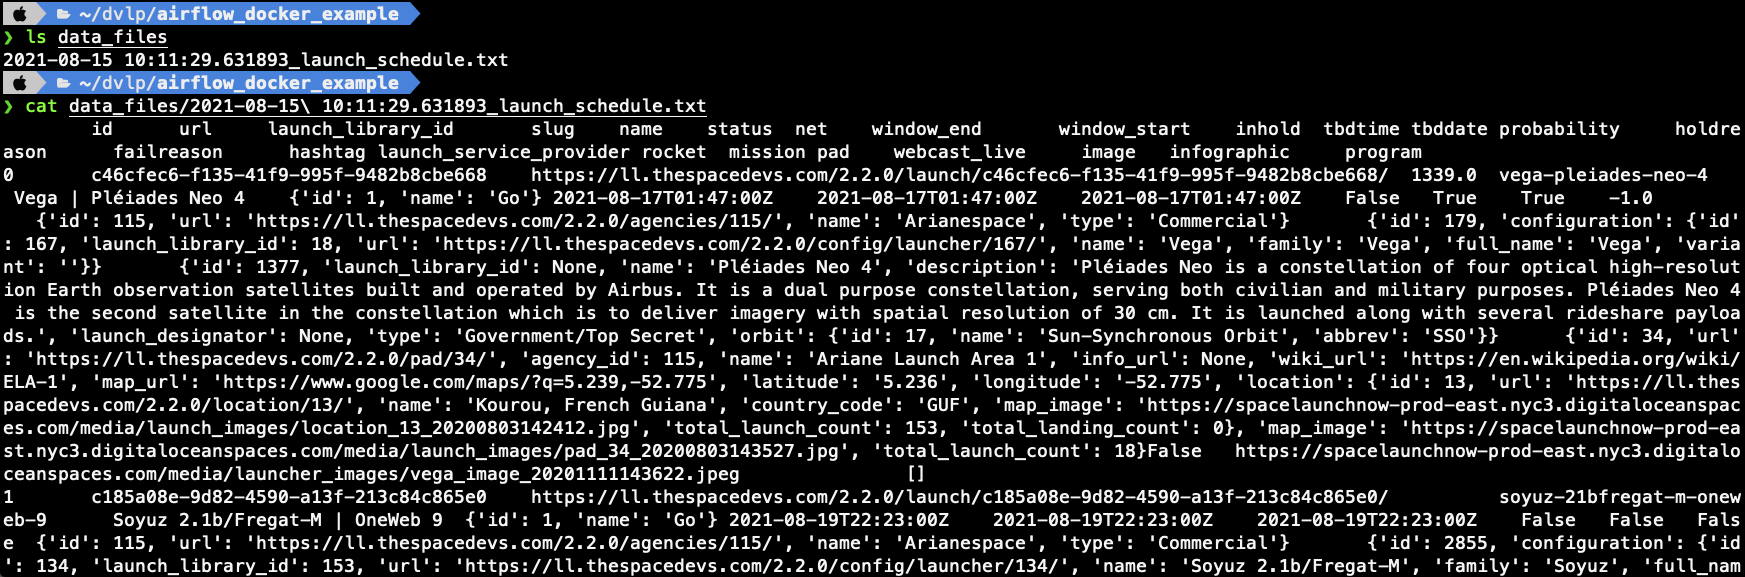 ~/dvlp/airflow_docker_example
❯ ls data_files
2021-08-15 10:11:29.631893_launch_schedule.txt
~/dvlp/airflow_docker_example
❯ cat data_files/2021-08-15\ 10:11:29.631893_launch_schedule.txt
id url launch_library_id slug name status net window_end window_start inhold tbdtime tbddate probability holdre
ason failreason hashtag launch_service_provider rocket mission pad webcast_live image infographic program
0 c46cfec6-f135-41f9-995f-9482b8cbe668 https://ll.thespacedevs.com/2.2.0/launch/c46cfec6-f135-41f9-995f-9482b8cbe668/ 1339.0 vega-pleiades-neo-4
Vega | Pléiades Neo 4 {'id': 1, 'name': 'Go'} 2021-08-17T01:47:00Z 2021-08-17T01:47:00Z 2021-08-17T01:47:00Z False True True -1.0
{'id': 115, 'url': 'https://ll.thespacedevs.com/2.2.0/agencies/115/', 'name': 'Arianespace', 'type': 'Commercial'} {'id': 179, 'configuration': {'id'
: 167, 'launch_library_id': 18, 'url': 'https://ll.thespacedevs.com/2.2.0/config/launcher/167/', 'name': 'Vega', 'family': 'Vega', 'full_name': 'Vega', 'varia
nt': ''}} {'id': 1377, 'launch_library_id': None, 'name': 'Pléiades Neo 4', 'description': 'Pléiades Neo is a constellation of four optical high-resolut
ion Earth observation satellites built and operated by Airbus. It is a dual purpose constellation, serving both civilian and military purposes. Pléiades Neo 4
is the second satellite in the constellation which is to deliver imagery with spatial resolution of 30 cm. It is launched along with several rideshare payloa
ds.', 'launch_designator': None, 'type': 'Government/Top Secret', 'orbit': {'id': 17, 'name': 'Sun-Synchronous Orbit', 'abbrev': 'SSO'}} {'id': 34, 'url'
: 'https://ll.thespacedevs.com/2.2.0/pad/34/', 'agency_id': 115, 'name': 'Ariane Launch Area 1', 'info_url': None, 'wiki_url': 'https://en.wikipedia.org/wiki/
ELA-1', 'map_url': 'https://www.google.com/maps/?q=5.239,-52.775', 'latitude': '5.236', 'longitude': '-52.775', 'location': {'id': 13, 'url': 'https://ll.thes
pacedevs.com/2.2.0/location/13/', 'name': 'Kourou, French Guiana', 'country_code': 'GUF', 'map_image': 'https://spacelaunchnow-prod-east.nyc3.digitaloceanspac
es.com/media/launch_images/location_13_20200803142412.jpg', 'total_launch_count': 153, 'total_landing_count': 0}, 'map_image': 'https://spacelaunchnow-prod-ea
st.nyc3.digitaloceanspaces.com/media/launch_images/pad_34_20200803143527.jpg', 'total_launch_count': 18}False https://spacelaunchnow-prod-east.nyc3.digitalo
ceanspaces.com/media/launcher_images/vega_image_20201111143622.jpeg []
1 c185a08e-9d82-4590-a13f-213c84c865e0 https://ll.thespacedevs.com/2.2.0/launch/c185a08e-9d82-4590-a13f-213c84c865e0/ soyuz-21bfregat-m-onew
eb-9 Soyuz 2.1b/Fregat-M | OneWeb 9 {'id': 1, 'name': 'Go'} 2021-08-19T22:23:00Z 2021-08-19T22:23:00Z 2021-08-19T22:23:00Z False False Fals
e {'id': 115, 'url': 'https://ll.thespacedevs.com/2.2.0/agencies/115/', 'name': 'Arianespace', 'type': 'Commercial'} {'id': 2855, 'configuration': {'id'
: 134, 'launch_library_id': 153, 'url': 'https://ll.thespacedevs.com/2.2.0/config/launcher/134/', 'name': 'Soyuz 2.1b/Fregat-M', 'family': 'Soyuz', 'full_nam